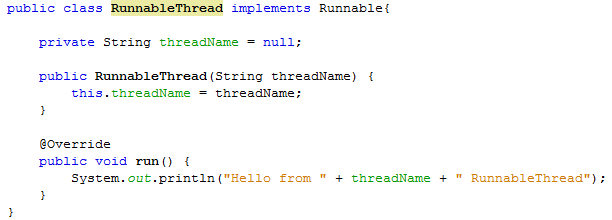 public class RunnableThread implements Runnable{
private String threadName = null;
public RunnableThread(String threadName) {
this.threadName = threadName;
}
@Override
public void run() {
System.out.println("Hello from " + threadName + " RunnableThread");
}
}